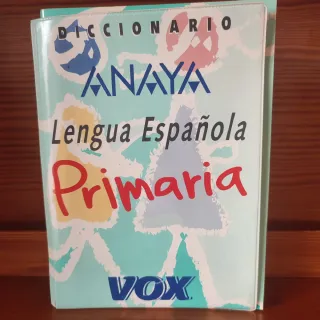 DICCIONARIO
ANAYA
Lengua Española
Primaria
VOX